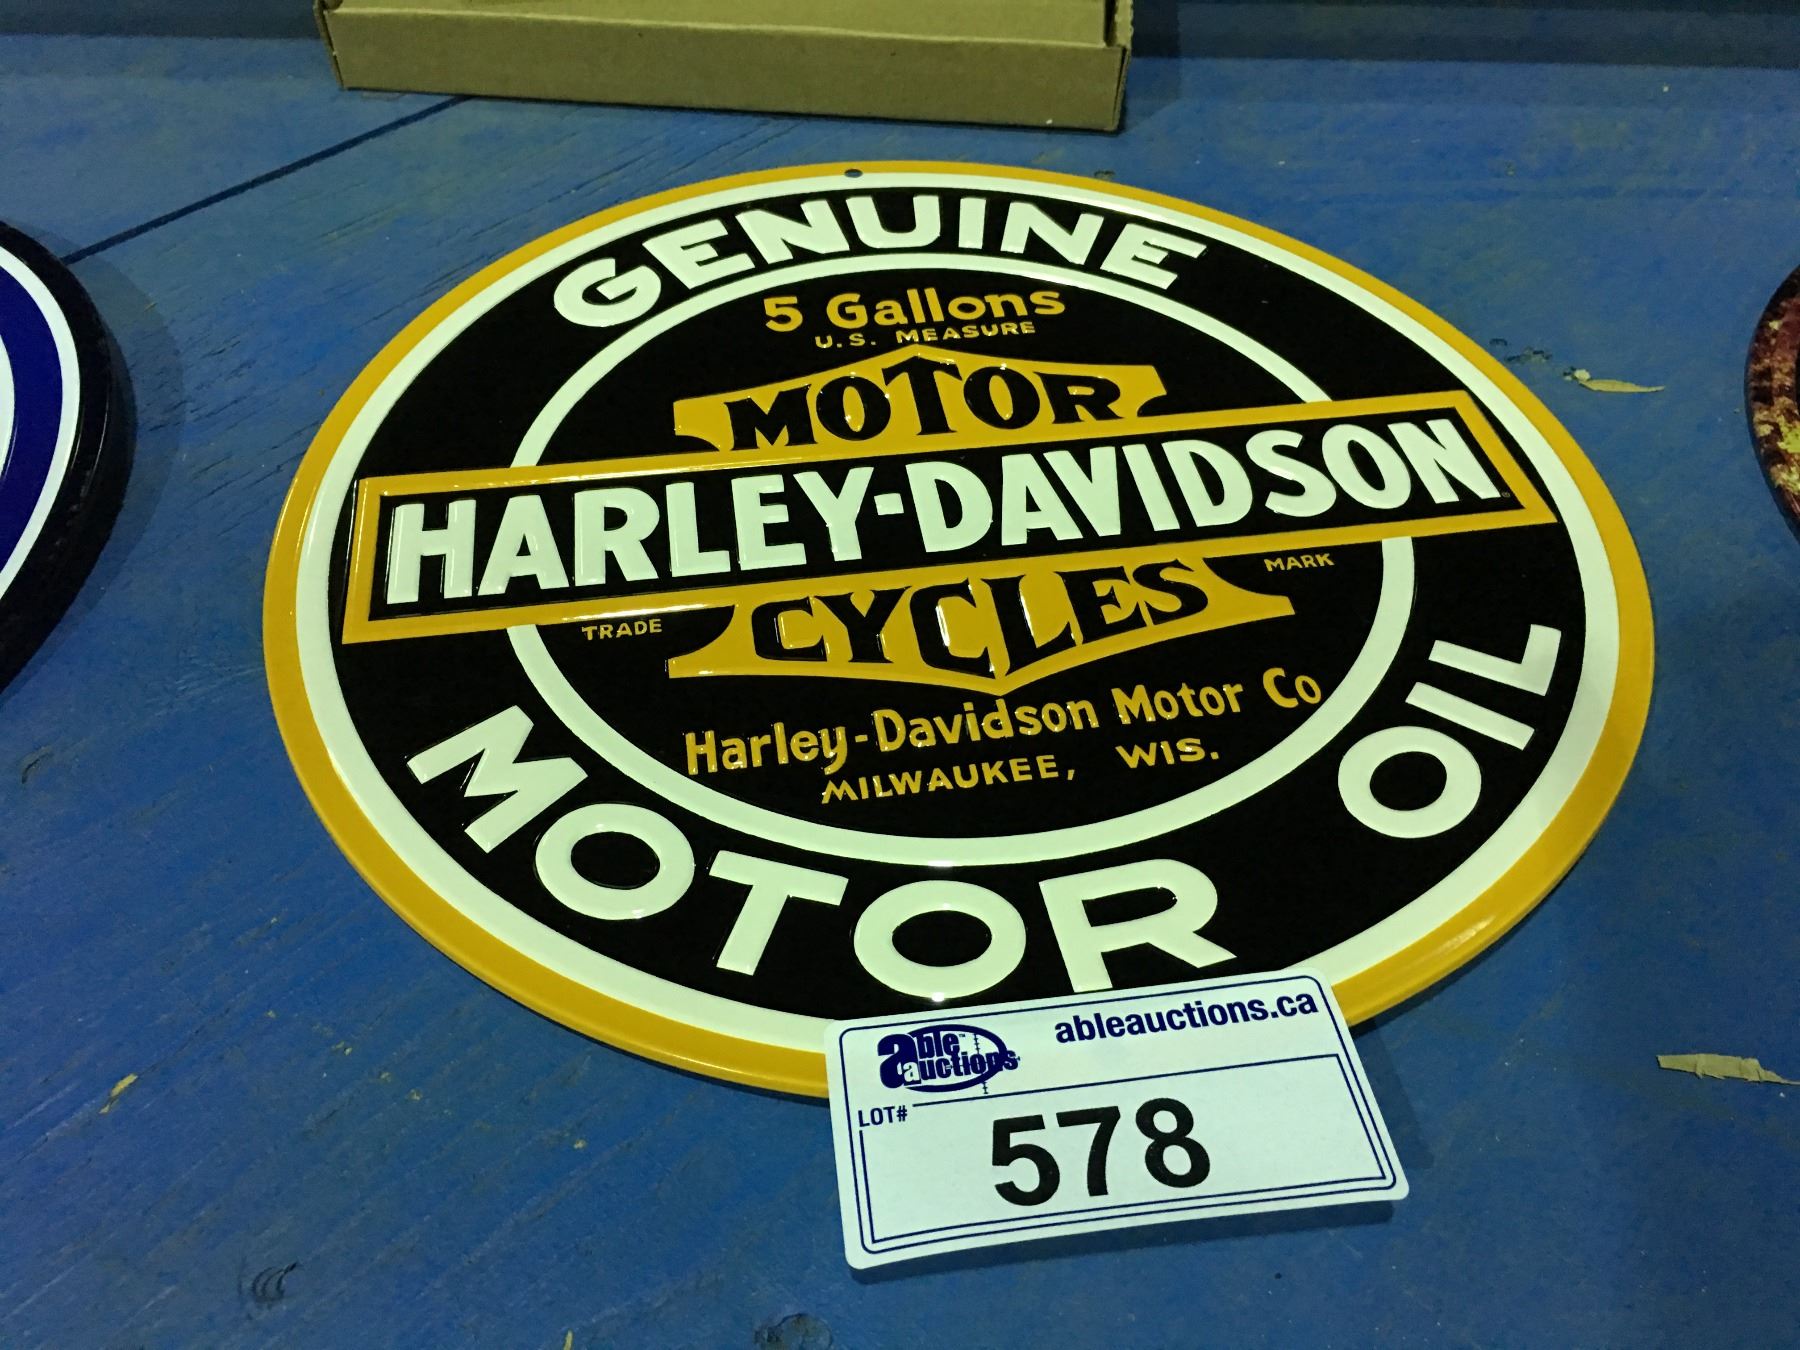 GENUINE
5 Gallons
U.S. MEASURE
MOTOR
HARLEY-DAVIDSON
CYCLES
TRADE MARK
Harley-Davidson Motor Co
MILWAUKEE, WIS.
MOTOR OIL
able auctions
ableauctions.ca
LOT#
578